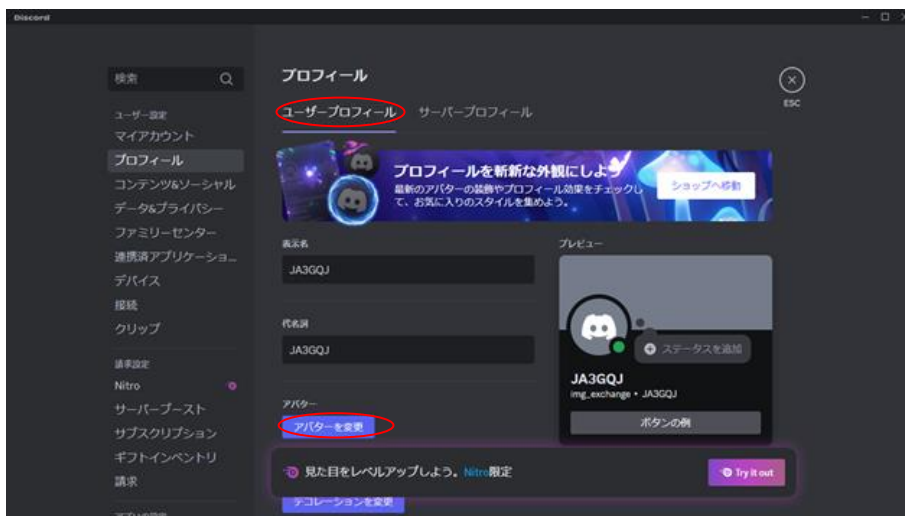 Discord
検索
ユーザー設定
マイアカウント
プロフィール
コンテンツ&ソーシャル
データ&プライバシー
ファミリーセンター
連携済アプリケーショ...
デバイス
接続
クリップ
請求設定
Nitro
サーバーブースト
サブスクリプション
ギフトインベントリ
請求
プロフィール
ESC
ユーザープロフィール
サーバープロフィール
プロフィールを斬新な外観にしよう
最新のアバターの装飾やプロフィール効果をチェックし
て、お気に入りのスタイルを集めよう。
ショップへ移動
表示名
JA3GQJ
代名詞
JA3GQJ
アバター
アバターを変更
プレビュー
ステータスを追加
JA3GQJ
img_exchange • JA3GQJ
ボタンの例
見た目をレベルアップしよう。Nitro限定
Try it out
デコレーションを変更